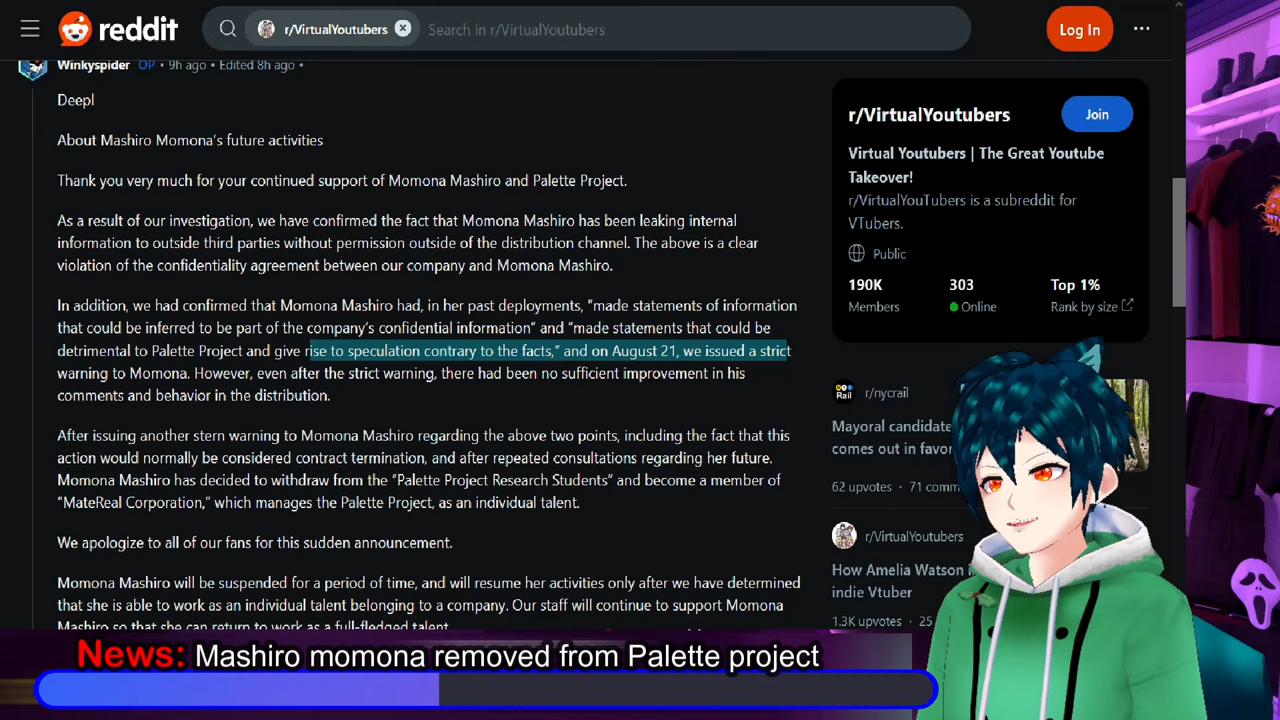 reddit
r/VirtualYoutubers
Search in r/VirtualYoutubers
Log In
Winkyspider OP • 9h ago • Edited 8h ago •
Deepl
About Mashiro Momona's future activities
Thank you very much for your continued support of Momona Mashiro and Palette Project.
As a result of our investigation, we have confirmed the fact that Momona Mashiro has been leaking internal
information to outside third parties without permission outside of the distribution channel. The above is a clear
violation of the confidentiality agreement between our company and Momona Mashiro.
In addition, we had confirmed that Momona Mashiro had, in her past deployments, "made statements of information
that could be inferred to be part of the company's confidential information" and "made statements that could be
detrimental to Palette Project and give rise to speculation contrary to the facts," and on August 21, we issued a strict
warning to Momona. However, even after the strict warning, there had been no sufficient improvement in his
comments and behavior in the distribution.
After issuing another stern warning to Momona Mashiro regarding the above two points, including the fact that this
action would normally be considered contract termination, and after repeated consultations regarding her future.
Momona Mashiro has decided to withdraw from the "Palette Project Research Students" and become a member of
"MateReal Corporation," which manages the Palette Project, as an individual talent.
We apologize to all of our fans for this sudden announcement.
Momona Mashiro will be suspended for a period of time, and will resume her activities only after we have determined
that she is able to work as an individual talent belonging to a company. Our staff will continue to support Momona
Mashiro so that she can return to work as a full-fledged talent.
r/VirtualYoutubers
Join
Virtual Youtubers | The Great Youtube
Takeover!
r/VirtualYouTubers is a subreddit for
VTubers.
Public
190K
303
Top 1%
Members
Online
Rank by size
Rail
r/nycrail
Mayoral candidate
comes out in favor
62 upvotes • 71 comm
r/VirtualYoutubers
How Amelia Watson i
indie Vtuber
1.3K upvotes • 25
News: Mashiro momona removed from Palette project